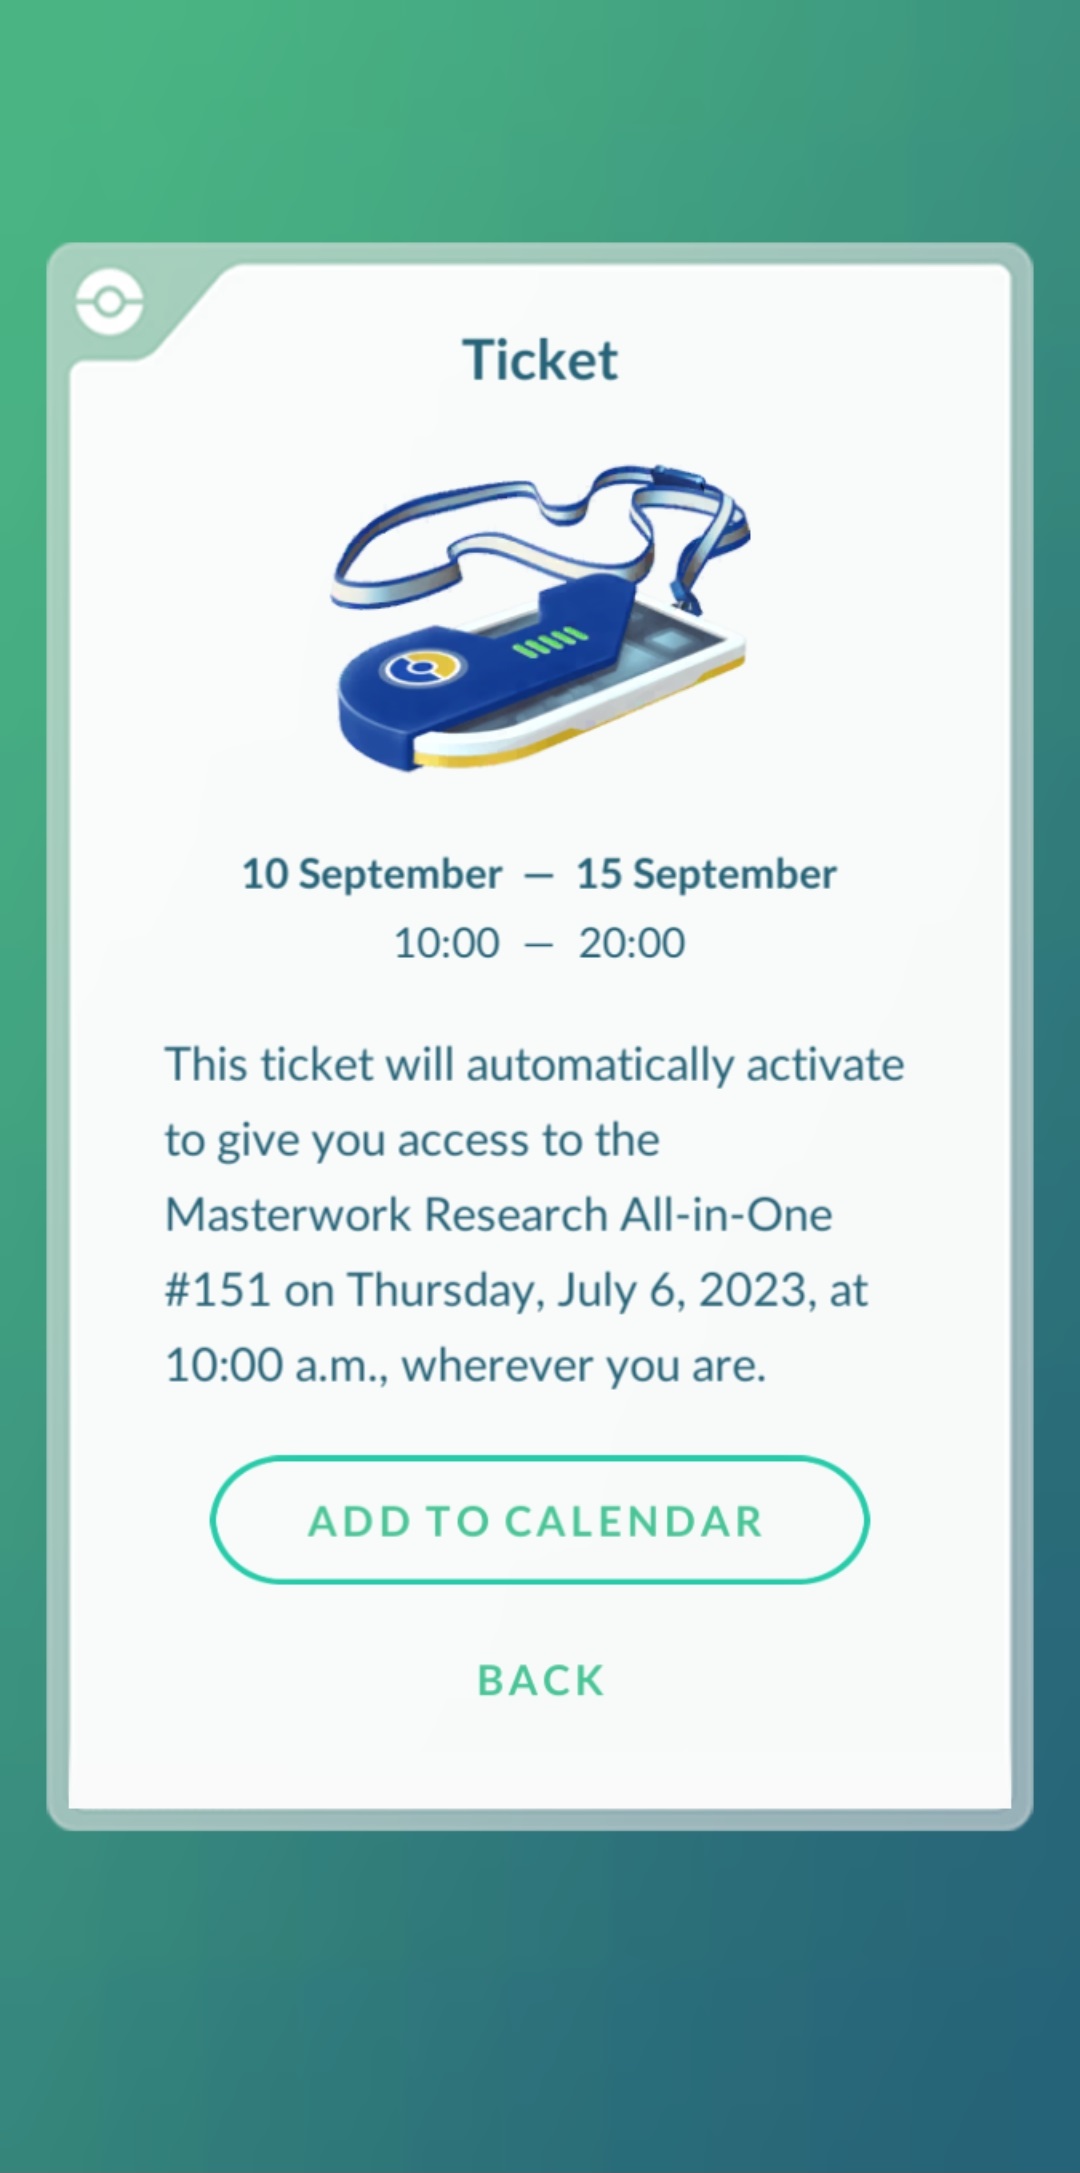 Ticket
10 September — 15 September
10:00 — 20:00
This ticket will automatically activate
to give you access to the
Masterwork Research All-in-One
#151 on Thursday, July 6, 2023, at
10:00 a.m., wherever you are.
ADD TO CALENDAR
BACK